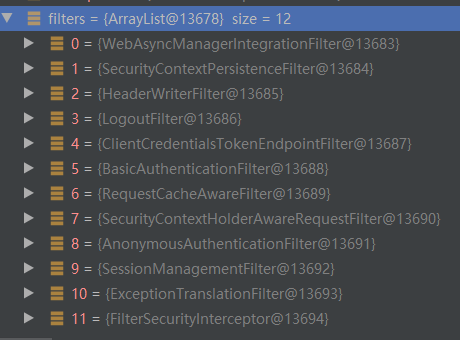 filters = {ArrayList@13678} size = 12
0 = {WebAsyncManagerIntegrationFilter@13683}
1 = {SecurityContextPersistenceFilter@13684}
2 = {HeaderWriterFilter@13685}
3 = {LogoutFilter@13686}
4 = {ClientCredentialsTokenEndpointFilter@13687}
5 = {BasicAuthenticationFilter@13688}
6 = {RequestCacheAwareFilter@13689}
7 = {SecurityContextHolderAwareRequestFilter@13690}
8 = {AnonymousAuthenticationFilter@13691}
9 = {SessionManagementFilter@13692}
10 = {ExceptionTranslationFilter@13693}
11 = {FilterSecurityInterceptor@13694}